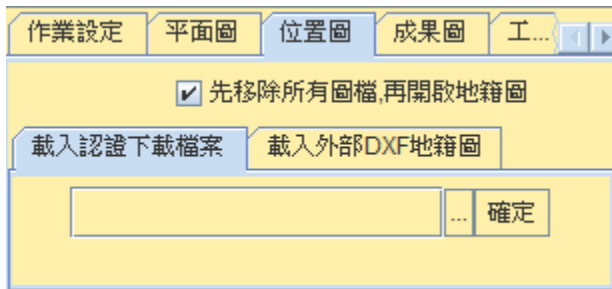 作業設定 平面圖 位置圖 成果圖 工...
先移除所有圖檔,再開啟地籍圖
載入認證下載檔案 載入外部DXF地籍圖
... 確定